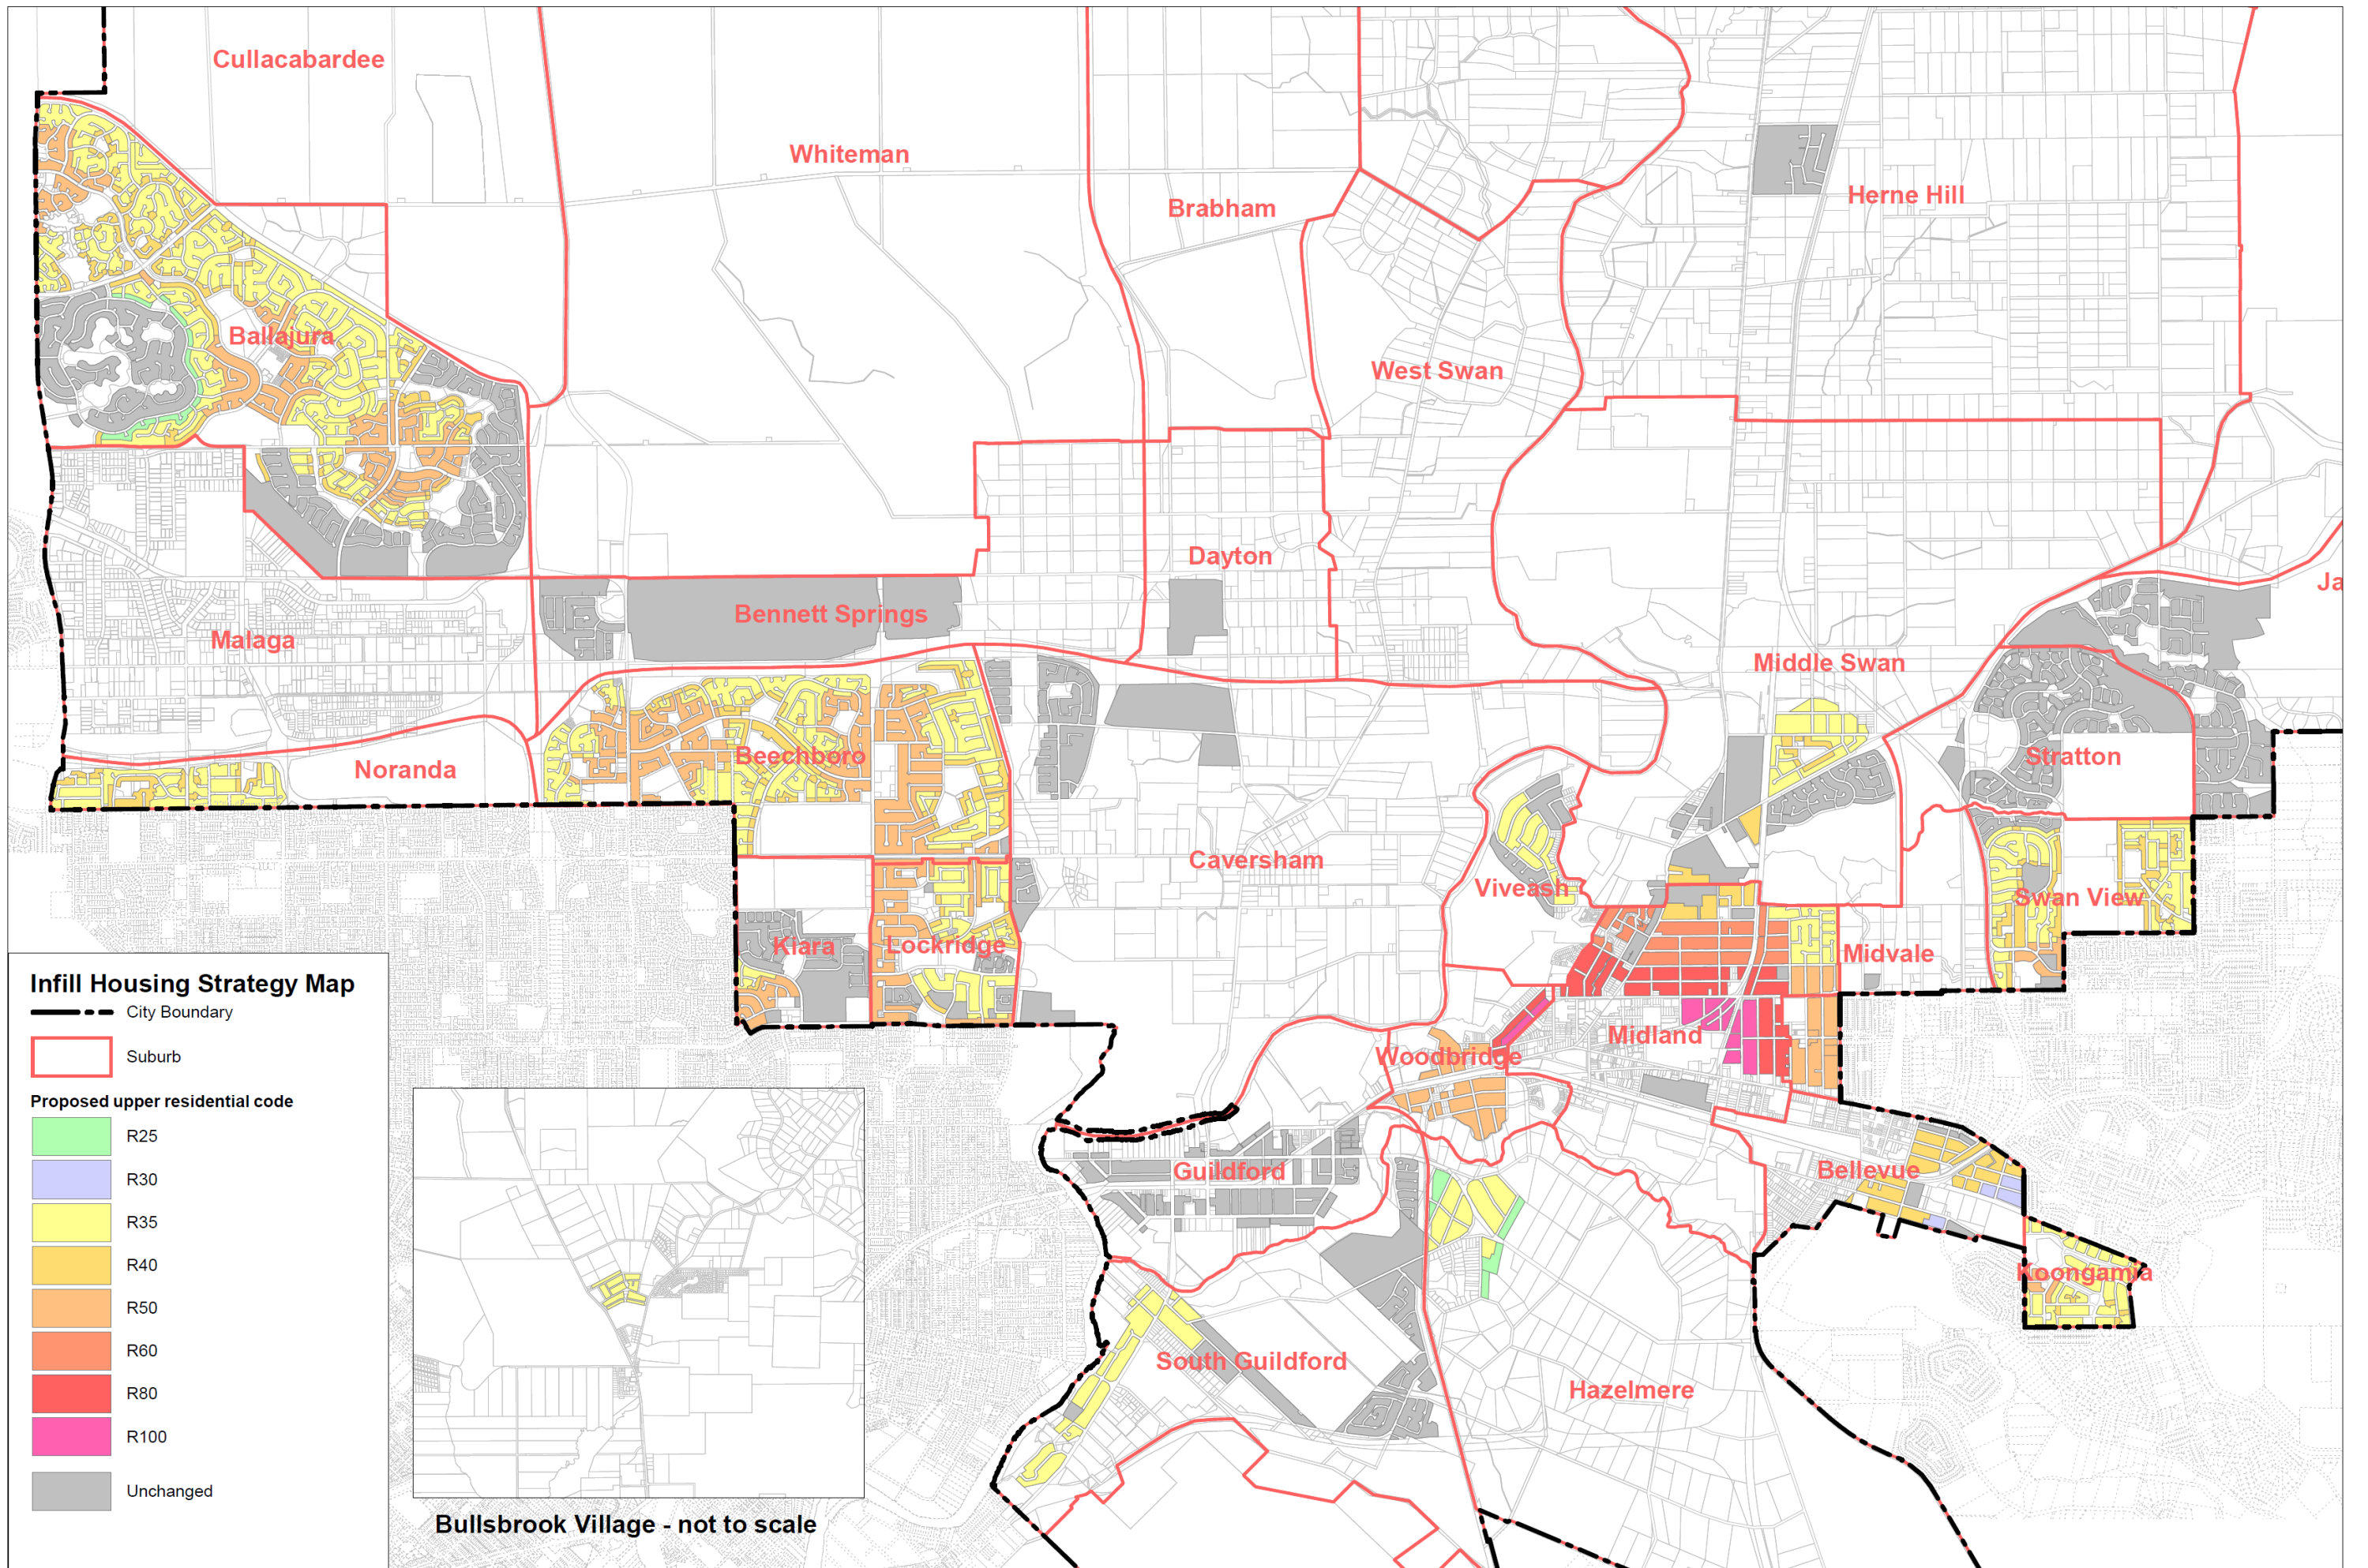 Cullacabardee
Whiteman
Brabham
Herne Hill
Ballajura
West Swan
Dayton
Ja
Bennett Springs
Malaga
Middle Swan
Beechboro
Stratton
Noranda
Caversham
Viveash
Swan View
Kiara
Lockridge
Midvale
Midland
Woodbridge
Guildford
Bellevue
Koongamia
South Guildford
Hazelmere
Infill Housing Strategy Map
City Boundary
Suburb
Proposed upper residential code
R25
R30
R35
R40
R50
R60
R80
R100
Unchanged
Bullsbrook Village - not to scale